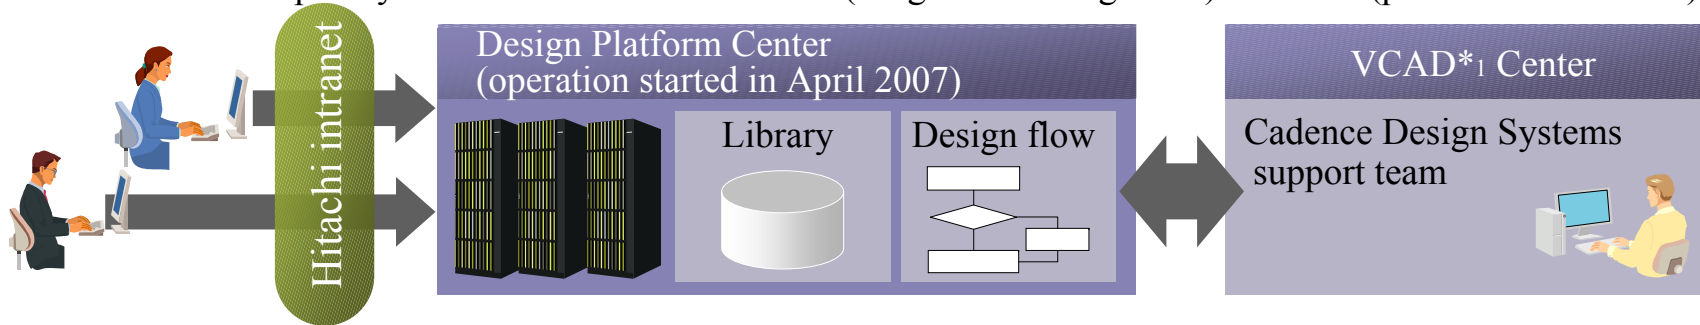 Hitachi intranet
Design Platform Center
(operation started in April 2007)
Library
Design flow
VCAD*1 Center
Cadence Design Systems
support team